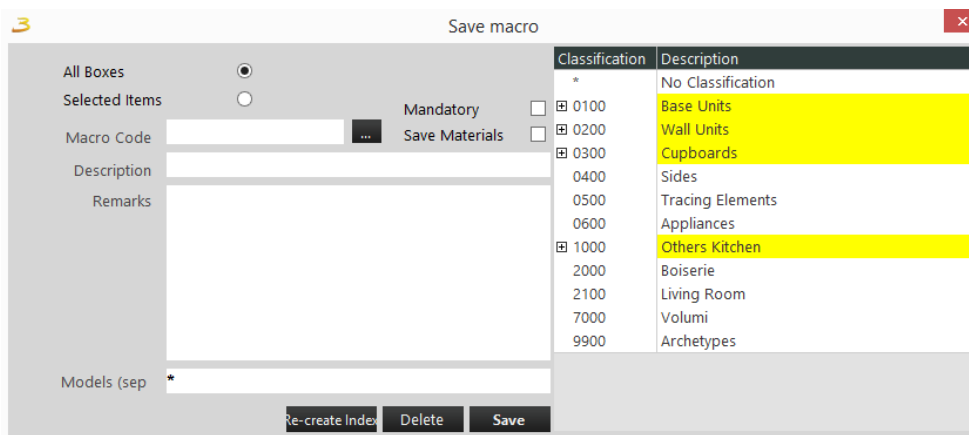 Save macro
All Boxes
Selected Items
Mandatory
Macro Code
...
Save Materials
Description
Remarks
Models (sep
*
Re-create Index
Delete
Save
Classification Description
* No Classification
0100 Base Units
0200 Wall Units
0300 Cupboards
0400 Sides
0500 Tracing Elements
0600 Appliances
1000 Others Kitchen
2000 Boiserie
2100 Living Room
7000 Volumi
9900 Archetypes